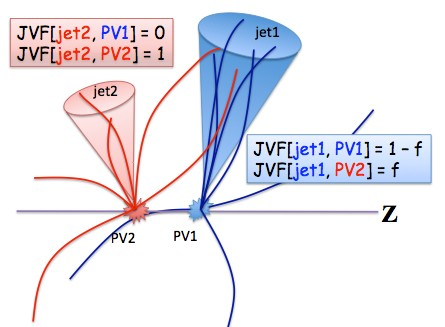 JVF[jet2, PV1] = 0
JVF[jet2, PV2] = 1
jet1
jet2
JVF[jet1, PV1] = 1 - f
JVF[jet1, PV2] = f
Z
PV2
PV1